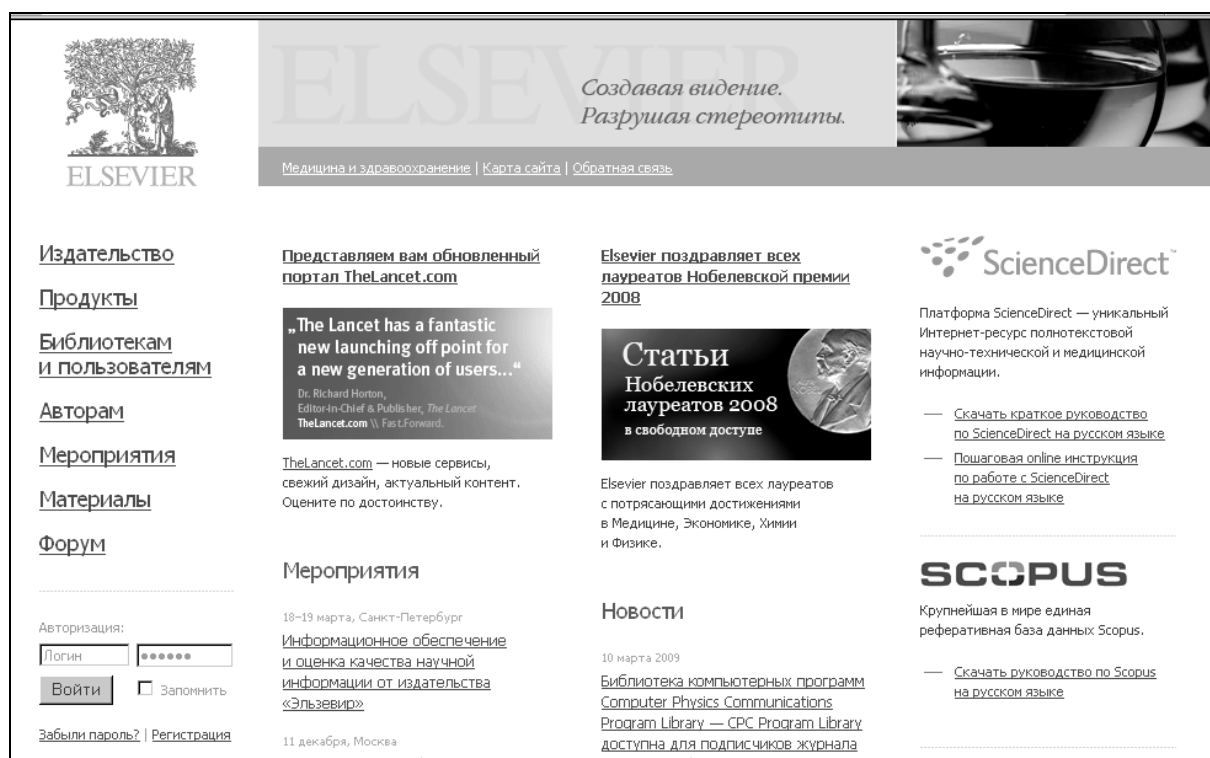 ELSEVIER
Создавая видение.
Разрушая стереотипы.
ELSEVIER
Медицина и здравоохранение | Карта сайта | Обратная связь
Издательство
Продукты
Библиотекам
и пользователям
Авторам
Мероприятия
Материалы
Форум
Авторизация:
Логин
Войти
Запомнить
Забыли пароль? | Регистрация
Представляем вам обновленный
портал TheLancet.com
„The Lancet has a fantastic
new launching off point for
a new generation of users...“
Dr. Richard Horton,
Editor-in-Chief & Publisher, The Lancet
TheLancet.com \\ Fast.Forward.
TheLancet.com — новые сервисы,
свежий дизайн, актуальный контент.
Оцените по достоинству.
Мероприятия
18–19 марта, Санкт-Петербург
Информационное обеспечение
и оценка качества научной
информации от издательства
«Эльзевир»
11 декабря, Москва
Elsevier поздравляет всех
лауреатов Нобелевской премии
2008
Статьи
Нобелевских
лауреатов 2008
в свободном доступе
Elsevier поздравляет всех лауреатов
с потрясающими достижениями
в Медицине, Экономике, Химии
и Физике.
Новости
10 марта 2009
Библиотека компьютерных программ
Computer Physics Communications
Program Library — CPC Program Library
доступна для подписчиков журнала
ScienceDirect™
Платформа ScienceDirect — уникальный
Интернет-ресурс полнотекстовой
научно-технической и медицинской
информации.
— Скачать краткое руководство
по ScienceDirect на русском языке
— Пошаговая online инструкция
по работе с ScienceDirect
на русском языке
SCOPUS
Крупнейшая в мире единая
реферативная база данных Scopus.
— Скачать руководство по Scopus
на русском языке